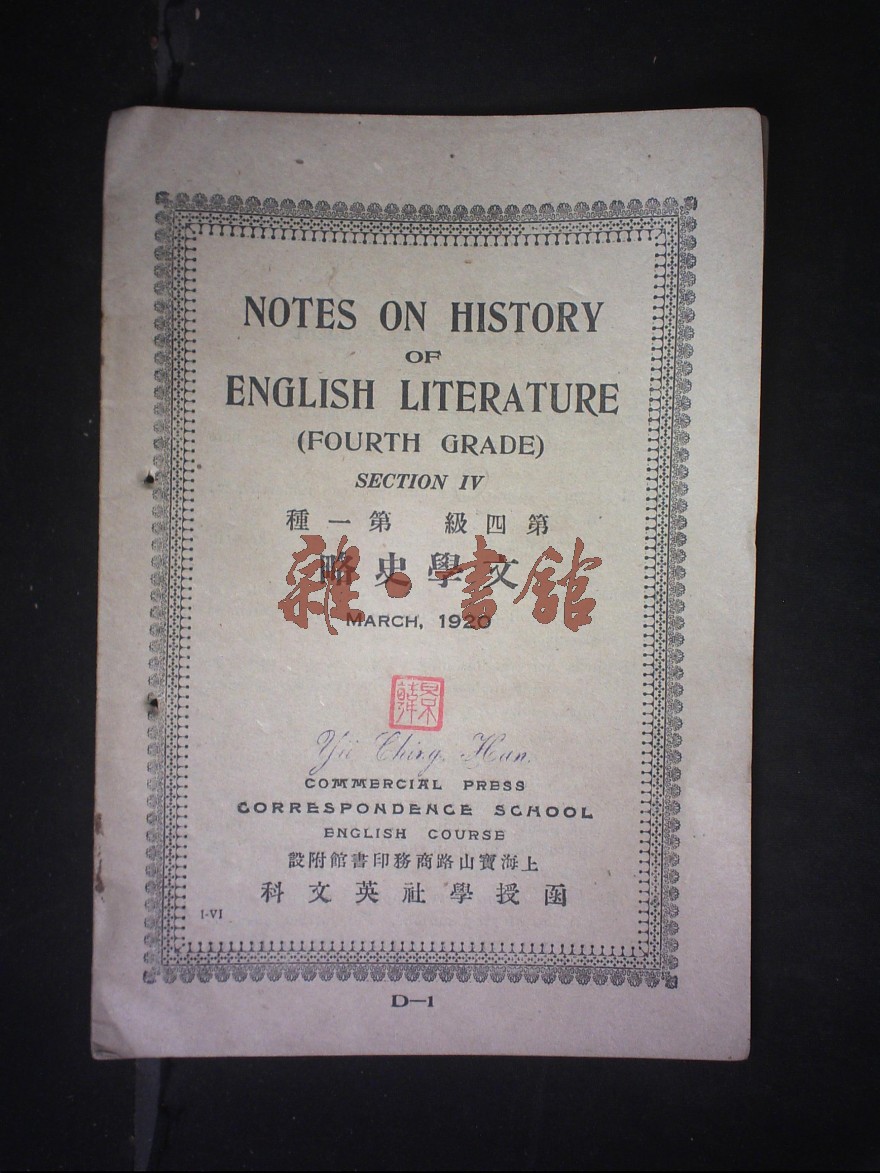 NOTES ON HISTORY
OF
ENGLISH LITERATURE
(FOURTH GRADE)
SECTION IV
第四級 第一種
文學史略
雜·書館
MARCH, 1920
Yü Ching Han.
COMMERCIAL PRESS
CORRESPONDENCE SCHOOL
ENGLISH COURSE
上海寶山路商務印書館附設
函授學社英文科
I-VI
D—1